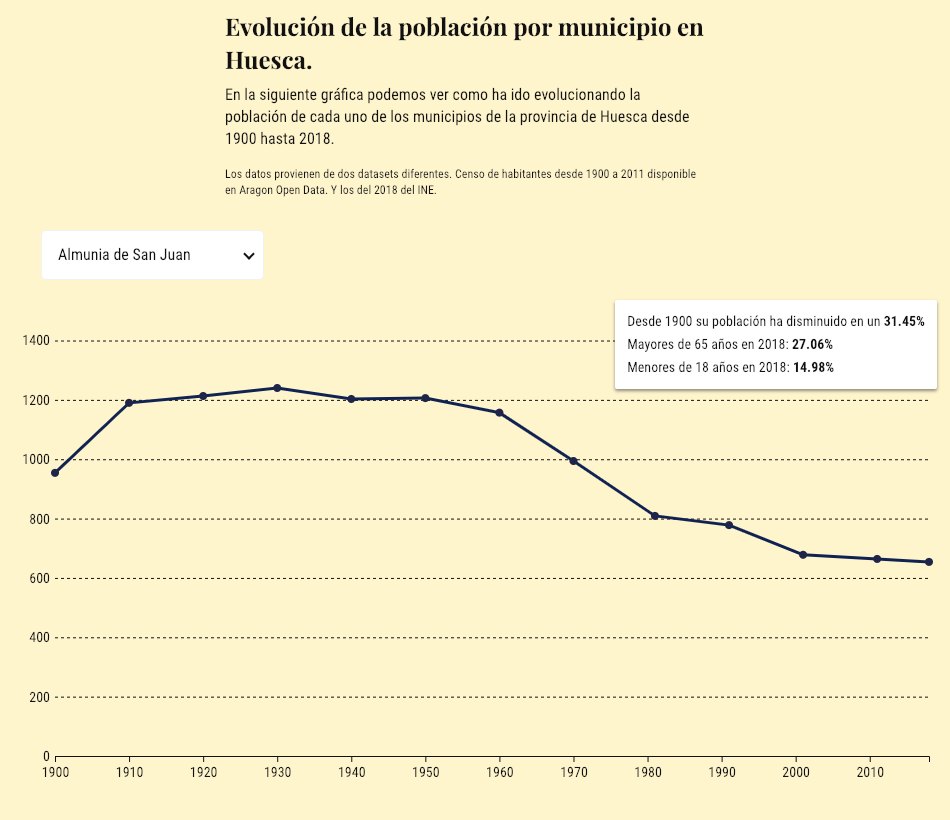 Evolución de la población por municipio en
Huesca.
En la siguiente gráfica podemos ver como ha ido evolucionando la
población de cada uno de los municipios de la provincia de Huesca desde
1900 hasta 2018.
Los datos provienen de dos datasets diferentes. Censo de habitantes desde 1900 a 2011 disponible
en Aragon Open Data. Y los del 2018 del INE.
Almunia de San Juan
Desde 1900 su población ha disminuido en un 31.45%
Mayores de 65 años en 2018: 27.06%
Menores de 18 años en 2018: 14.98%
1400
1200
1000
800
600
400
200
0
1900 1910 1920 1930 1940 1950 1960 1970 1980 1990 2000 2010